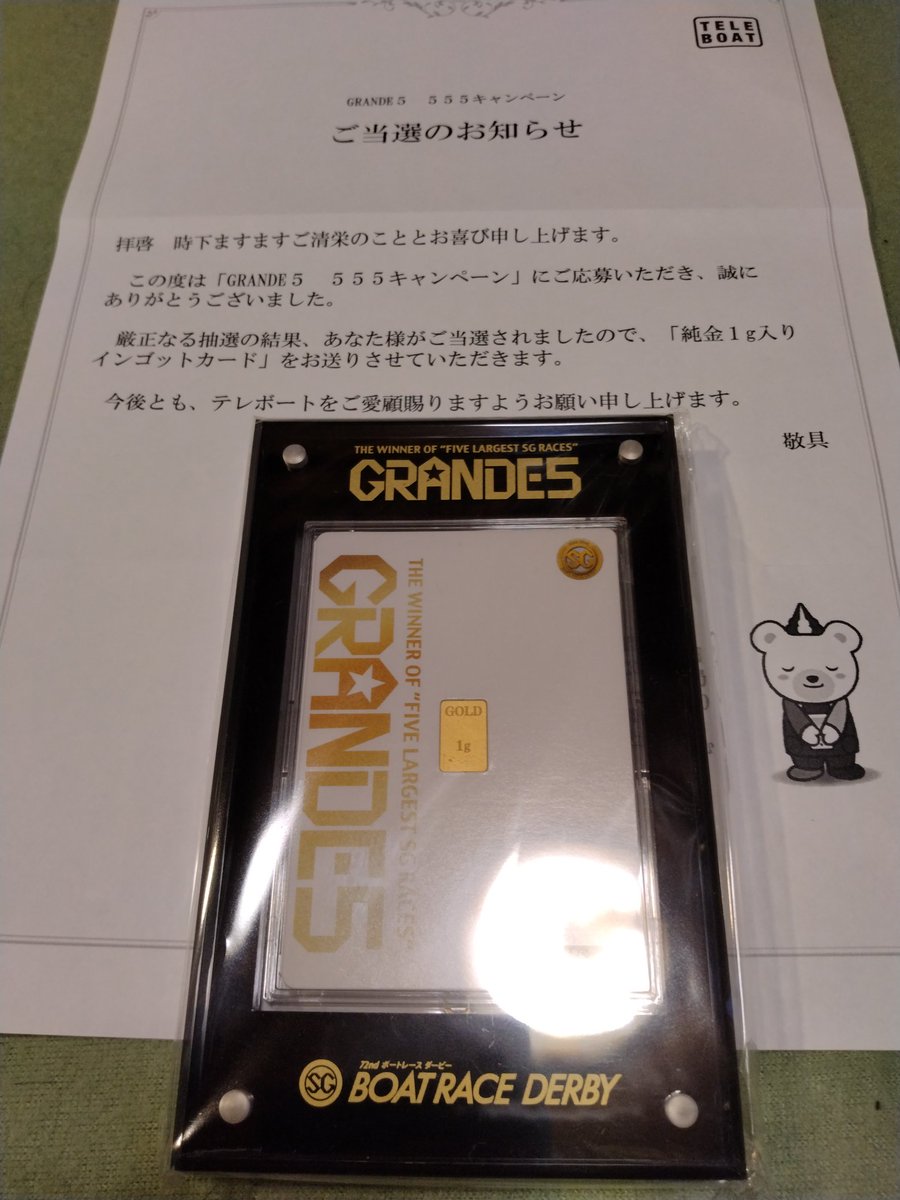 TELE
BOAT
GRANDE５　５５５キャンペーン
ご当選のお知らせ
拝啓　時下ますますご清栄のこととお喜び申し上げます。
この度は「GRANDE５　５５５キャンペーン」にご応募いただき、誠に
ありがとうございました。
厳正なる抽選の結果、あなた様がご当選されましたので、「純金１g入り
インゴットカード」をお送りさせていただきます。
今後とも、テレボートをご愛顧賜りますようお願い申し上げます。
敬具
THE WINNER OF "FIVE LARGEST SG RACES"
GRANDE5
SG
THE WINNER OF "FIVE LARGEST SG RACES"
GRANDE5
GOLD
1g
72nd ボートレース ダービー
SG BOATRACE DERBY